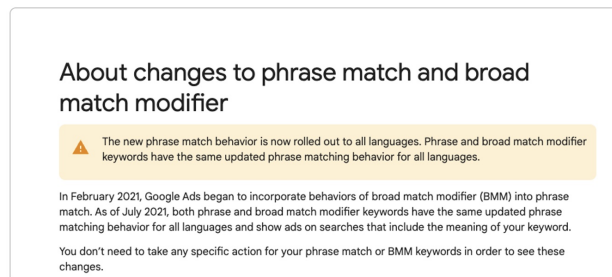 About changes to phrase match and broad
match modifier
The new phrase match behavior is now rolled out to all languages. Phrase and broad match modifier
keywords have the same updated phrase matching behavior for all languages.
In February 2021, Google Ads began to incorporate behaviors of broad match modifier (BMM) into phrase
match. As of July 2021, both phrase and broad match modifier keywords have the same updated phrase
matching behavior for all languages and show ads on searches that include the meaning of your keyword.
You don’t need to take any specific action for your phrase match or BMM keywords in order to see these
changes.